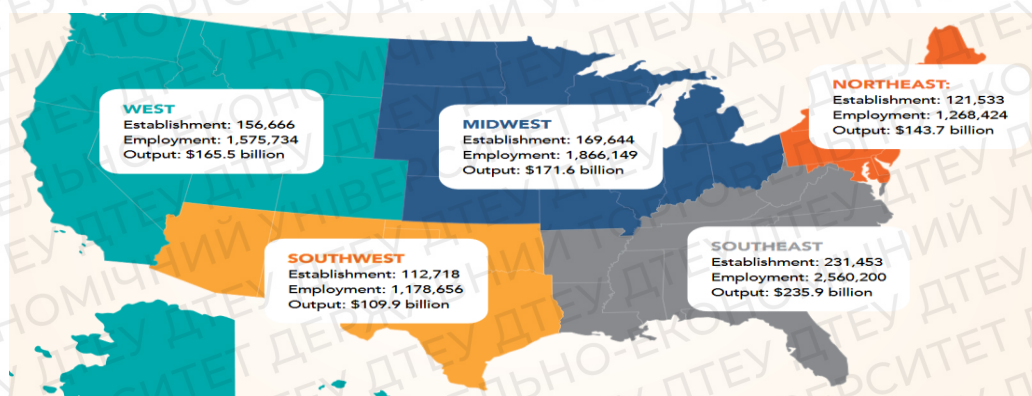 WEST
Establishment: 156,666
Employment: 1,575,734
Output: $165.5 billion
MIDWEST
Establishment: 169,644
Employment: 1,866,149
Output: $171.6 billion
NORTHEAST:
Establishment: 121,533
Employment: 1,268,424
Output: $143.7 billion
SOUTHWEST
Establishment: 112,718
Employment: 1,178,656
Output: $109.9 billion
SOUTHEAST
Establishment: 231,453
Employment: 2,560,200
Output: $235.9 billion